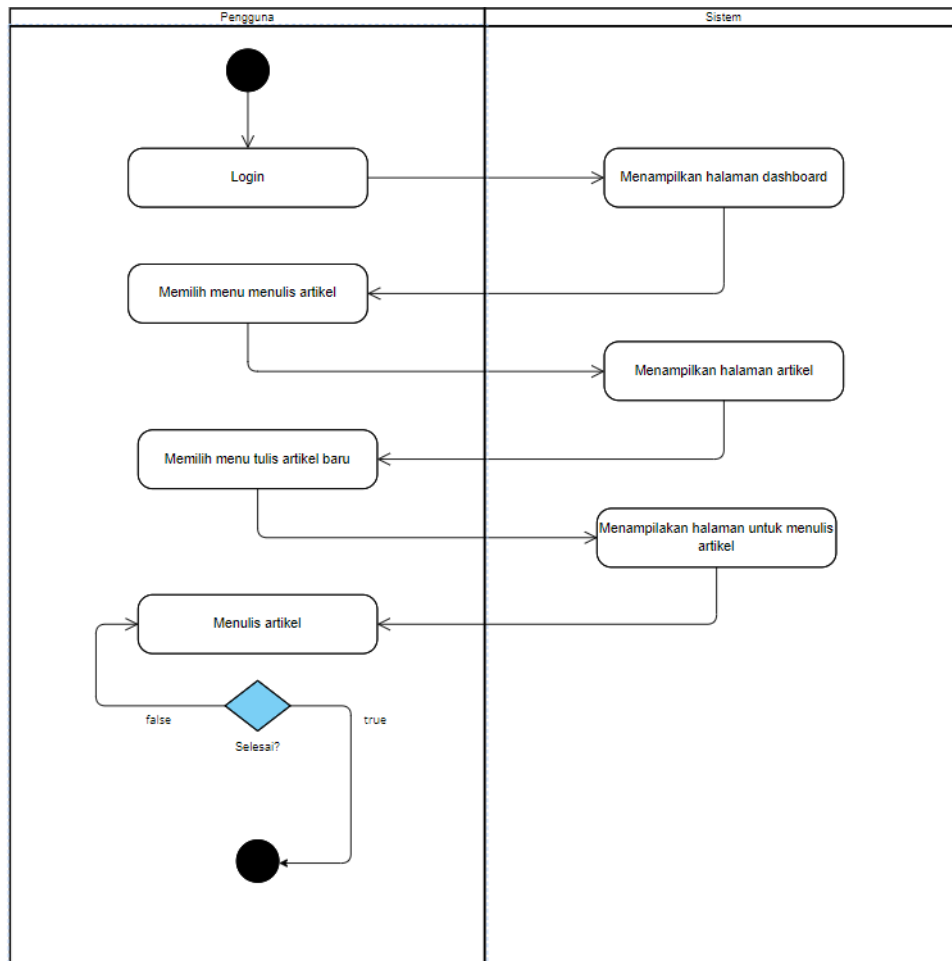 Pengguna
Sistem
Login
Menampilkan halaman dashboard
Memilih menu menulis artikel
Menampilkan halaman artikel
Memilih menu tulis artikel baru
Menampilakan halaman untuk menulis
artikel
Menulis artikel
false
true
Selesai?